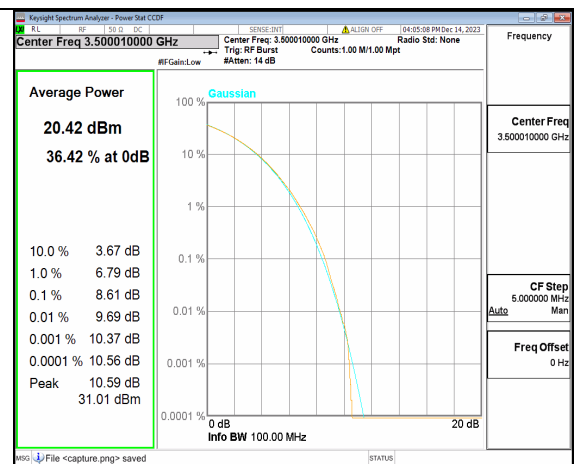 Keysight Spectrum Analyzer - Power Stat CCDF
RL RF 50 Ω DC SENSE:INT ALIGN OFF 04:05:08 PM Dec 14, 2023
Center Freq 3.500010000 GHz
Center Freq: 3.500010000 GHz Radio Std: None
Trig: RF Burst Counts:1.00 M/1.00 Mpt
#IFGain:Low #Atten: 14 dB
Frequency
Average Power
20.42 dBm
36.42 % at 0dB
10.0 % 3.67 dB
1.0 % 6.79 dB
0.1 % 8.61 dB
0.01 % 9.69 dB
0.001 % 10.37 dB
0.0001 % 10.56 dB
Peak 10.59 dB
31.01 dBm
Gaussian
100 %
10 %
1 %
0.1 %
0.01 %
0.001 %
0.0001 %
0 dB 20 dB
Info BW 100.00 MHz
Center Freq
3.500010000 GHz
CF Step
5.000000 MHz
Auto Man
Freq Offset
0 Hz
MSG File <capture.png> saved STATUS